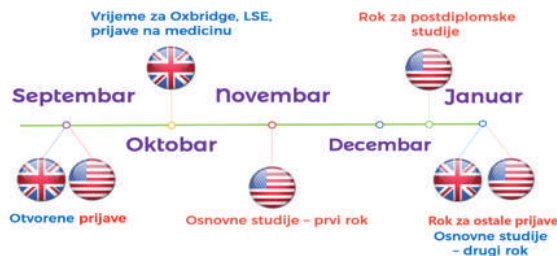 Vrijeme za Oxbridge, LSE,
prijave na medicinu
Rok za postdiplomske
studije
Septembar
Novembar
Januar
Oktobar
Decembar
Otvorene prijave
Osnovne studije – prvi rok
Rok za ostale prijave
Osnovne studije
– drugi rok